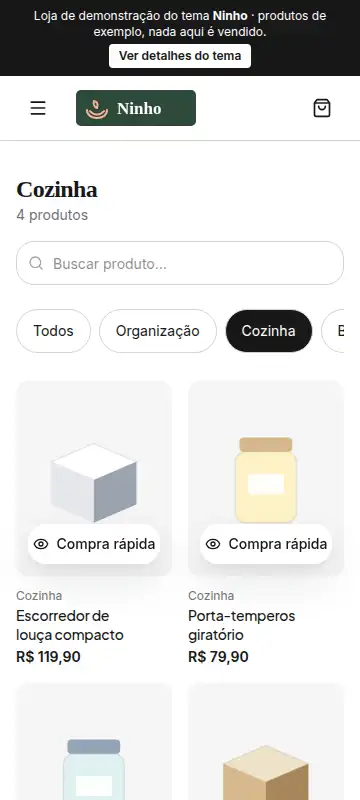 Loja de demonstração do tema Ninho · produtos de
exemplo, nada aqui é vendido.
Ver detalhes do tema
Ninho
Cozinha
4 produtos
Buscar produto...
Todos
Organização
Cozinha
Compra rápida
Compra rápida
Cozinha
Escorredor de
louça compacto
R$ 119,90
Cozinha
Porta-temperos
giratório
R$ 79,90